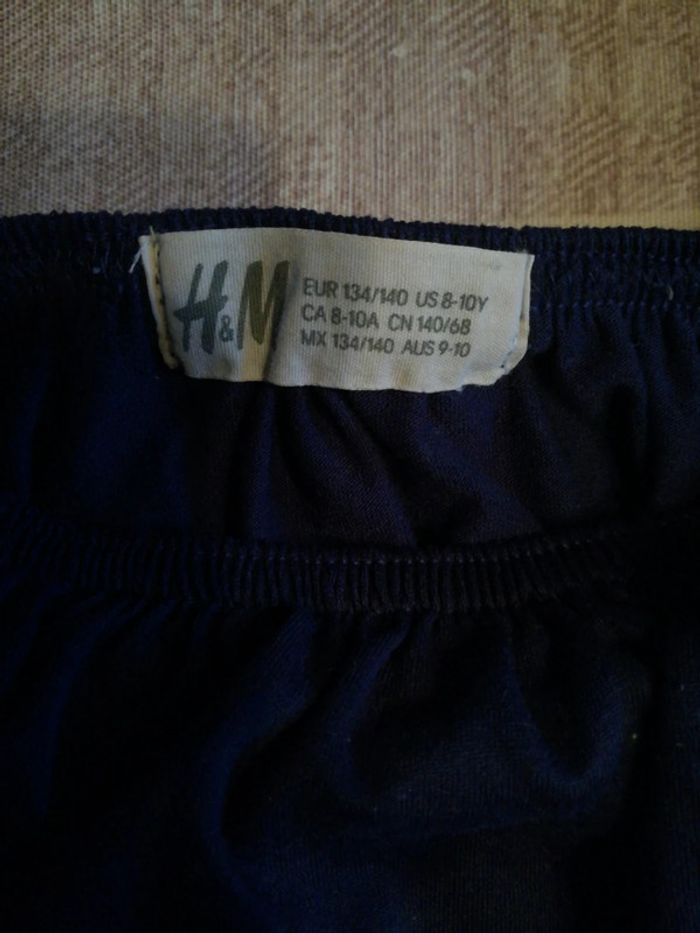 H&M
EUR 134/140 US 8-10Y
CA 8-10A CN 140/68
MX 134/140 AUS 9-10